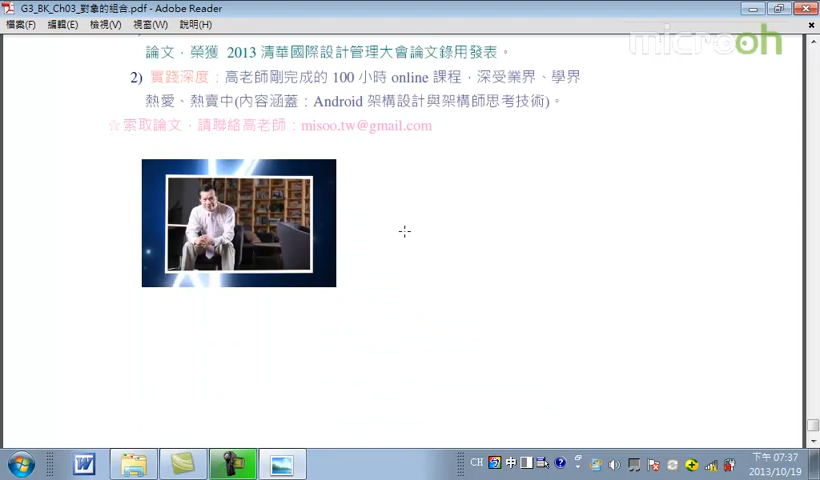 G3_BK_Ch03_對象的組合.pdf - Adobe Reader
檔案(F) 編輯(E) 檢視(V) 視窗(W) 說明(H)
microoh
論文，榮獲 2013 清華國際設計管理大會論文錄用發表。
2) 實踐深度：高老師剛完成的 100 小時 online 課程，深受業界、學界
熱愛、熱賣中(內容涵蓋：Android 架構設計與架構師思考技術)。
☆索取論文，請聯絡高老師：misoo.tw@gmail.com
CH 中 下午 07:37
2013/10/19